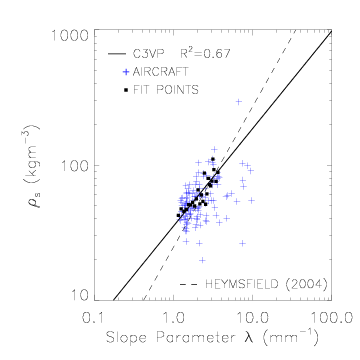 1000
C3VP R²=0.67
AIRCRAFT
FIT POINTS
100
ρs (kgm⁻³)
HEYMSFIELD (2004)
10
0.1 1.0 10.0 100.0
Slope Parameter λ (mm⁻¹)